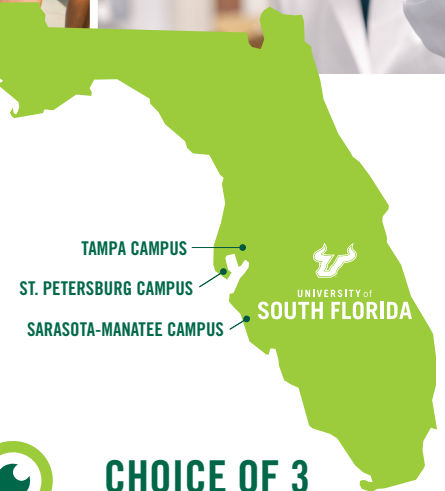 TAMPA CAMPUS
ST. PETERSBURG CAMPUS
SARASOTA-MANATEE CAMPUS
UNIVERSITY of
SOUTH FLORIDA
CHOICE OF 3